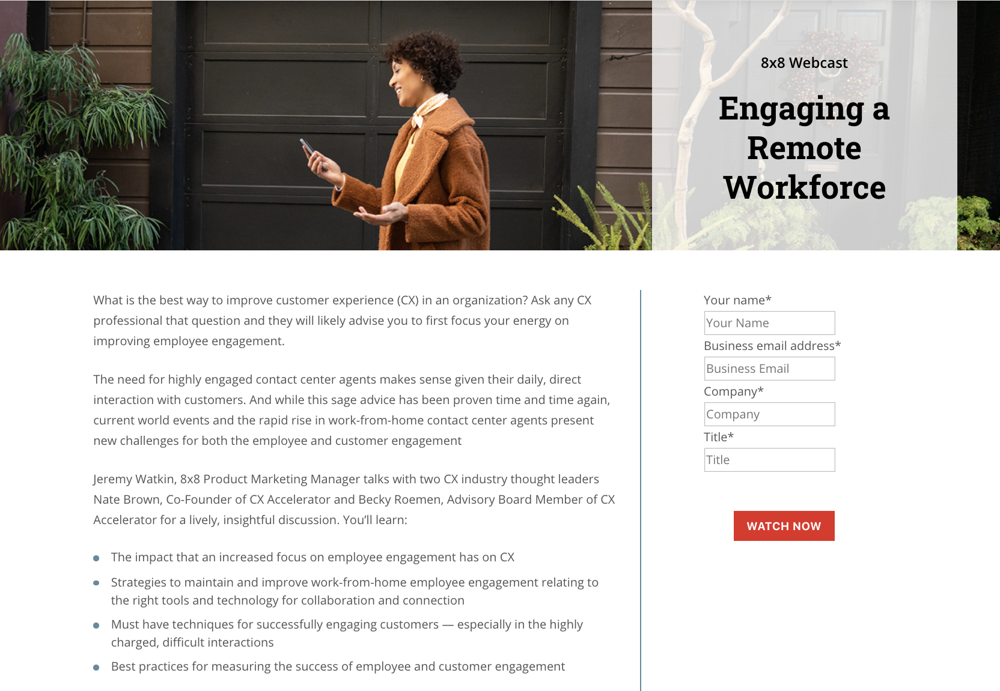 8x8 Webcast
Engaging a
Remote
Workforce
What is the best way to improve customer experience (CX) in an organization? Ask any CX
professional that question and they will likely advise you to first focus your energy on
improving employee engagement.
The need for highly engaged contact center agents makes sense given their daily, direct
interaction with customers. And while this sage advice has been proven time and time again,
current world events and the rapid rise in work-from-home contact center agents present
new challenges for both the employee and customer engagement
Jeremy Watkin, 8x8 Product Marketing Manager talks with two CX industry thought leaders
Nate Brown, Co-Founder of CX Accelerator and Becky Roemen, Advisory Board Member of CX
Accelerator for a lively, insightful discussion. You’ll learn:
The impact that an increased focus on employee engagement has on CX
Strategies to maintain and improve work-from-home employee engagement relating to
the right tools and technology for collaboration and connection
Must have techniques for successfully engaging customers — especially in the highly
charged, difficult interactions
Best practices for measuring the success of employee and customer engagement
Your name*
Your Name
Business email address*
Business Email
Company*
Company
Title*
Title
WATCH NOW